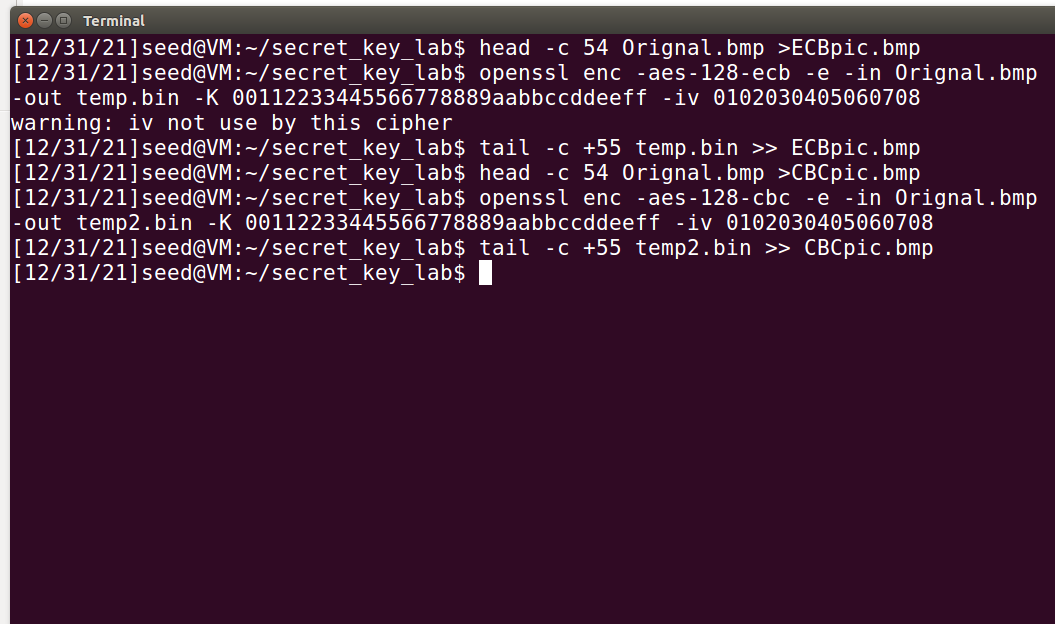 Terminal
[12/31/21]seed@VM:~/secret_key_lab$ head -c 54 Orignal.bmp >ECBpic.bmp
[12/31/21]seed@VM:~/secret_key_lab$ openssl enc -aes-128-ecb -e -in Orignal.bmp
-out temp.bin -K 00112233445566778889aabbccddeeff -iv 0102030405060708
warning: iv not use by this cipher
[12/31/21]seed@VM:~/secret_key_lab$ tail -c +55 temp.bin >> ECBpic.bmp
[12/31/21]seed@VM:~/secret_key_lab$ head -c 54 Orignal.bmp >CBCpic.bmp
[12/31/21]seed@VM:~/secret_key_lab$ openssl enc -aes-128-cbc -e -in Orignal.bmp
-out temp2.bin -K 00112233445566778889aabbccddeeff -iv 0102030405060708
[12/31/21]seed@VM:~/secret_key_lab$ tail -c +55 temp2.bin >> CBCpic.bmp
[12/31/21]seed@VM:~/secret_key_lab$